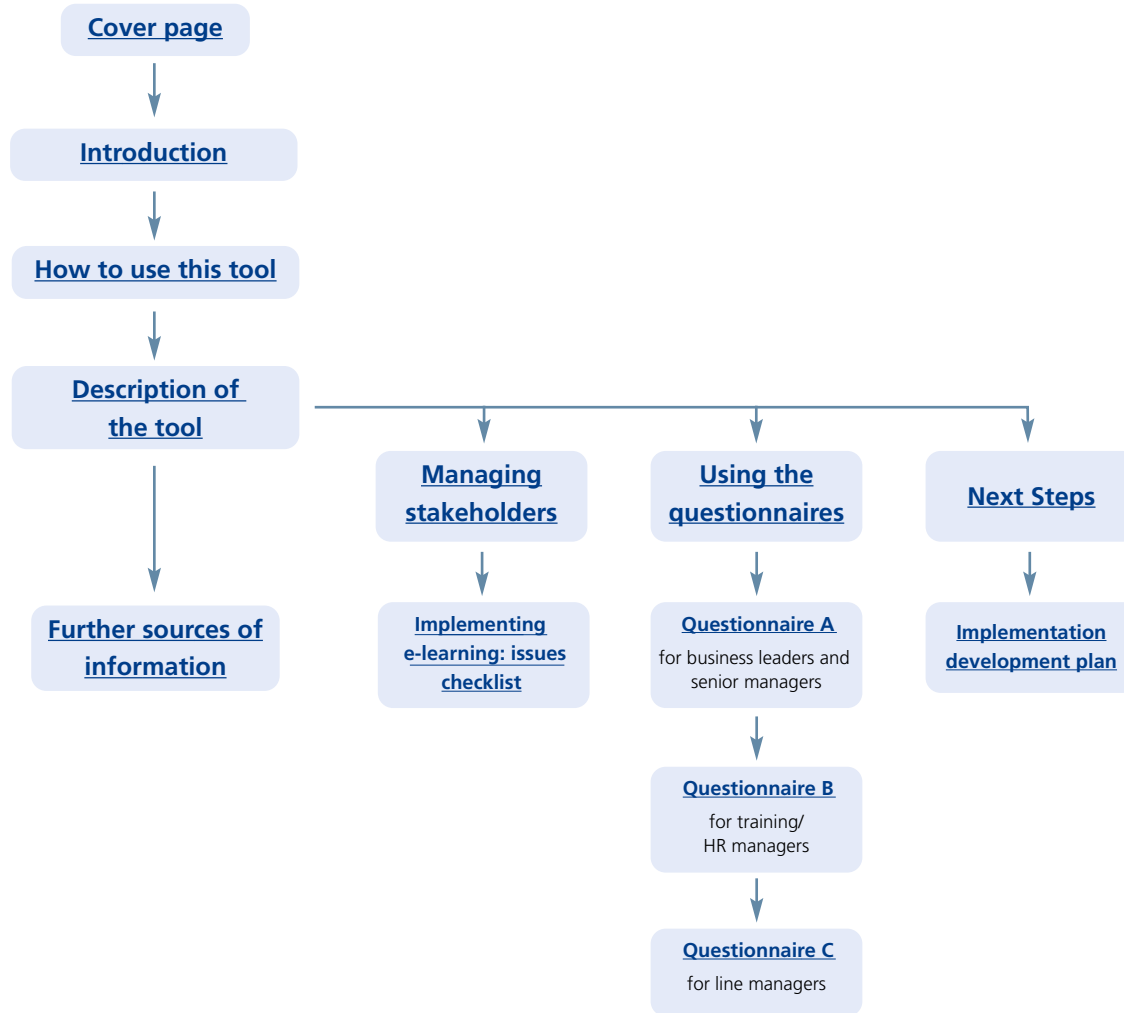 Cover page
Introduction
How to use this tool
Description of
the tool
Managing
stakeholders
Using the
questionnaires
Next Steps
Further sources of
information
Implementing
e-learning: issues
checklist
Questionnaire A
for business leaders and
senior managers
Implementation
development plan
Questionnaire B
for training/
HR managers
Questionnaire C
for line managers